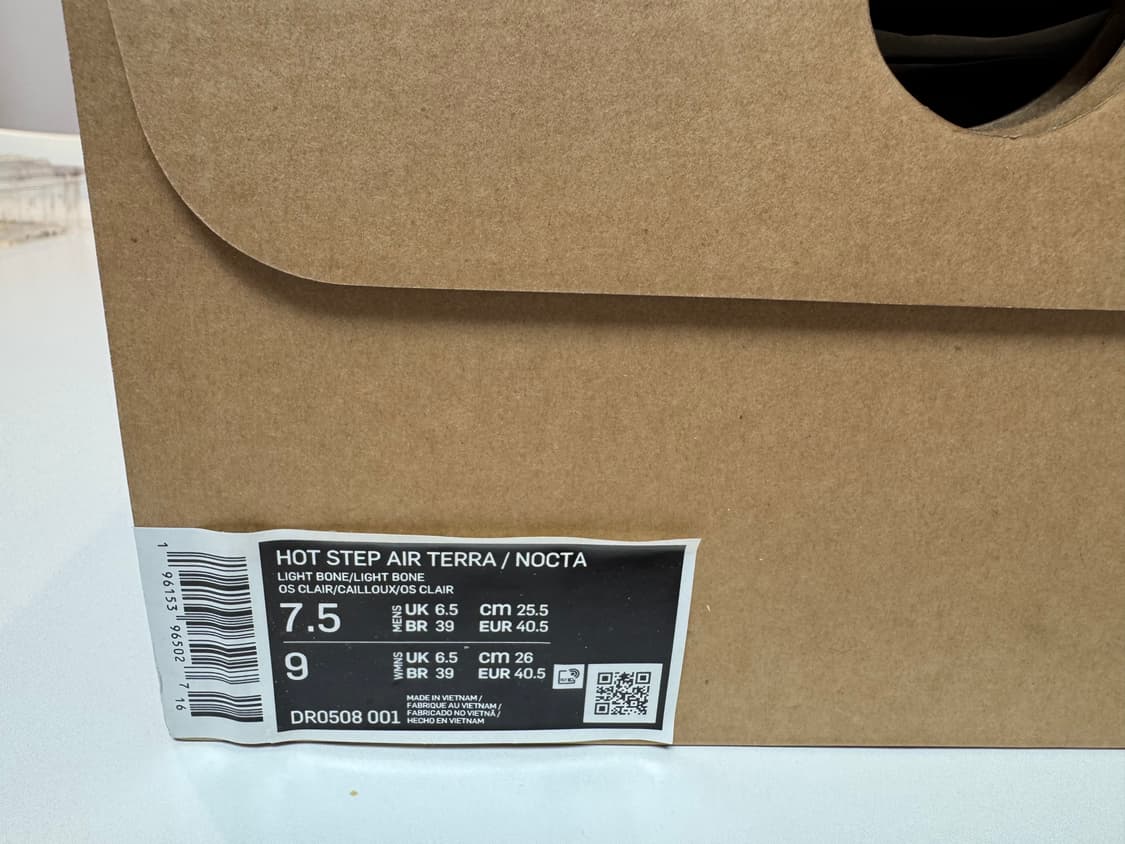 1 96153 96502 7 16
HOT STEP AIR TERRA / NOCTA
LIGHT BONE/LIGHT BONE
OS CLAIR/CAILLOUX/OS CLAIR
7.5 MENS UK 6.5 cm 25.5
BR 39 EUR 40.5
9 WMNS UK 6.5 cm 26
BR 39 EUR 40.5
DR0508 001
MADE IN VIETNAM /
FABRIQUE AU VIETNAM /
FABRICADO NO VIETNÃ /
HECHO EN VIETNAM